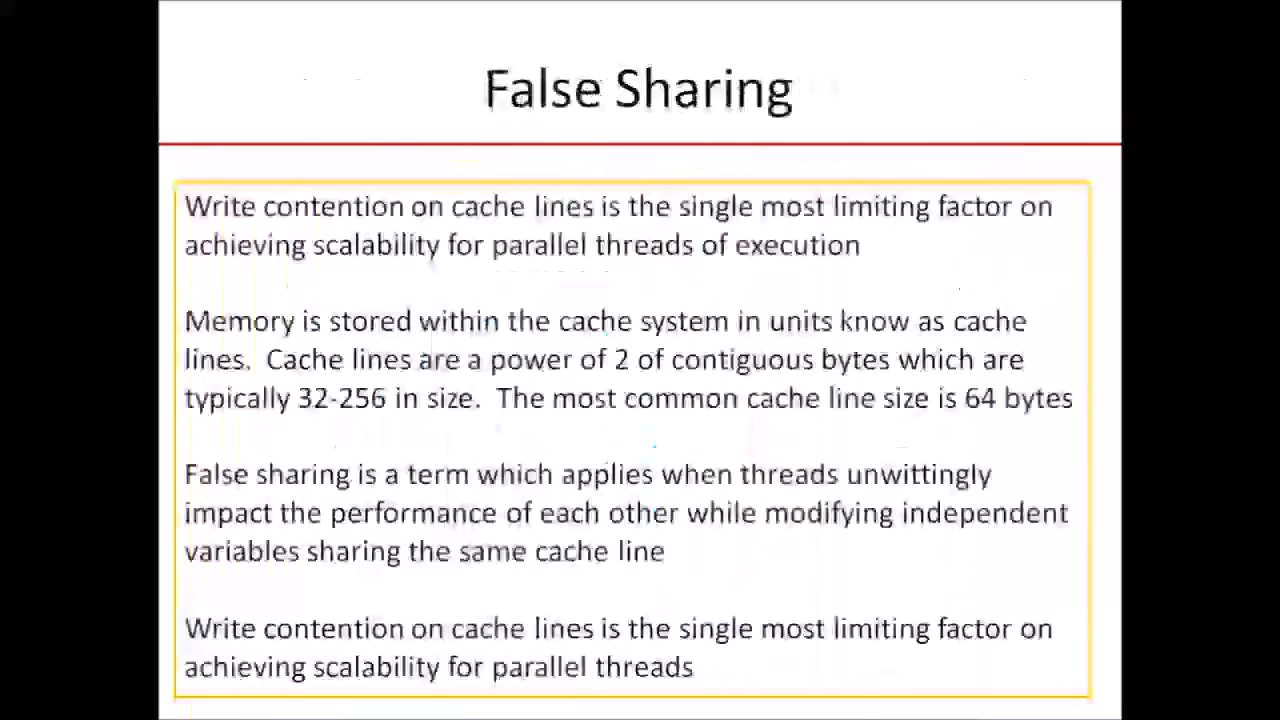 False Sharing
Write contention on cache lines is the single most limiting factor on
achieving scalability for parallel threads of execution
Memory is stored within the cache system in units know as cache
lines.  Cache lines are a power of 2 of contiguous bytes which are
typically 32-256 in size.  The most common cache line size is 64 bytes
False sharing is a term which applies when threads unwittingly
impact the performance of each other while modifying independent
variables sharing the same cache line
Write contention on cache lines is the single most limiting factor on
achieving scalability for parallel threads